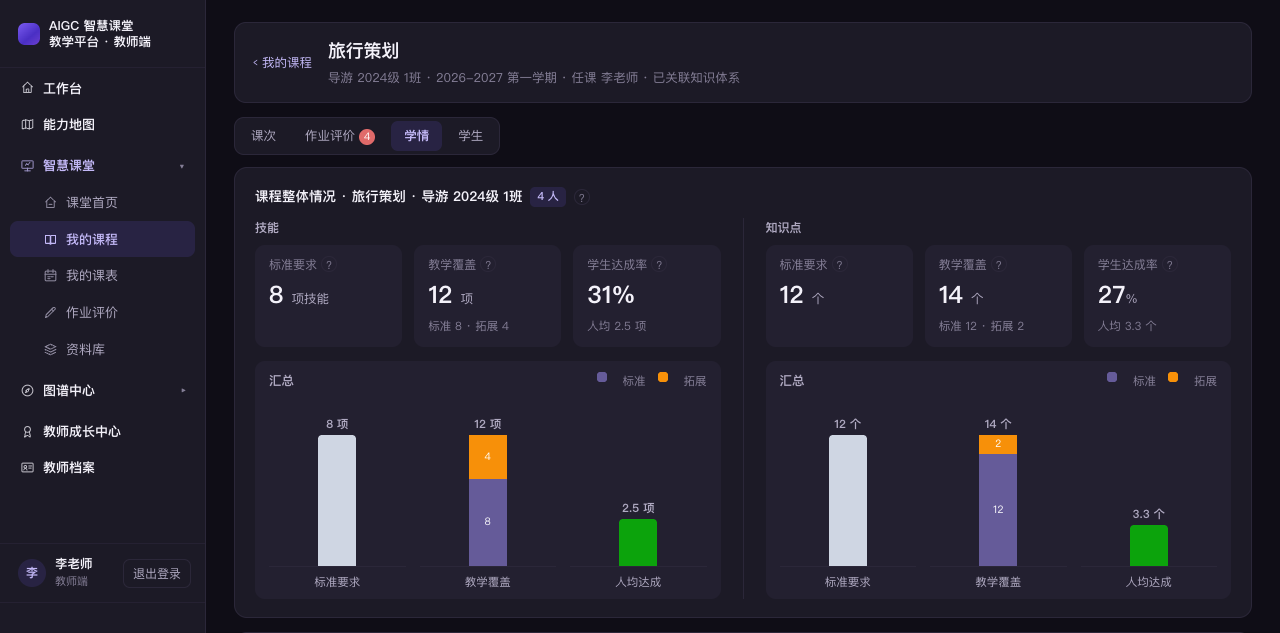 AIGC 智慧课堂
教学平台 · 教师端
工作台
能力地图
智慧课堂
课堂首页
我的课程
我的课表
作业评价
资料库
图谱中心
教师成长中心
教师档案
李
李老师
教师端
退出登录
‹ 我的课程
旅行策划
导游 2024级 1班 · 2026–2027 第一学期 · 任课 李老师 · 已关联知识体系
课次 作业评价 4 学情 学生
课程整体情况 · 旅行策划 · 导游 2024级 1班 4 人 ?
技能
标准要求 ?
8 项技能
教学覆盖 ?
12 项
标准 8 · 拓展 4
学生达成率 ?
31%
人均 2.5 项
汇总
标准 拓展
8 项
12 项
4
8
2.5 项
标准要求 教学覆盖 人均达成
知识点
标准要求 ?
12 个
教学覆盖 ?
14 个
标准 12 · 拓展 2
学生达成率 ?
27%
人均 3.3 个
汇总
标准 拓展
12 个
14 个
2
12
3.3 个
标准要求 教学覆盖 人均达成